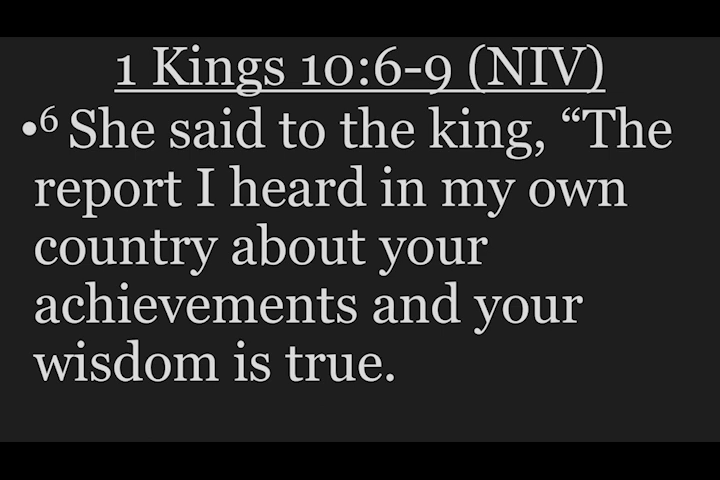 1 Kings 10:6-9 (NIV)
•⁶ She said to the king, “The
report I heard in my own
country about your
achievements and your
wisdom is true.